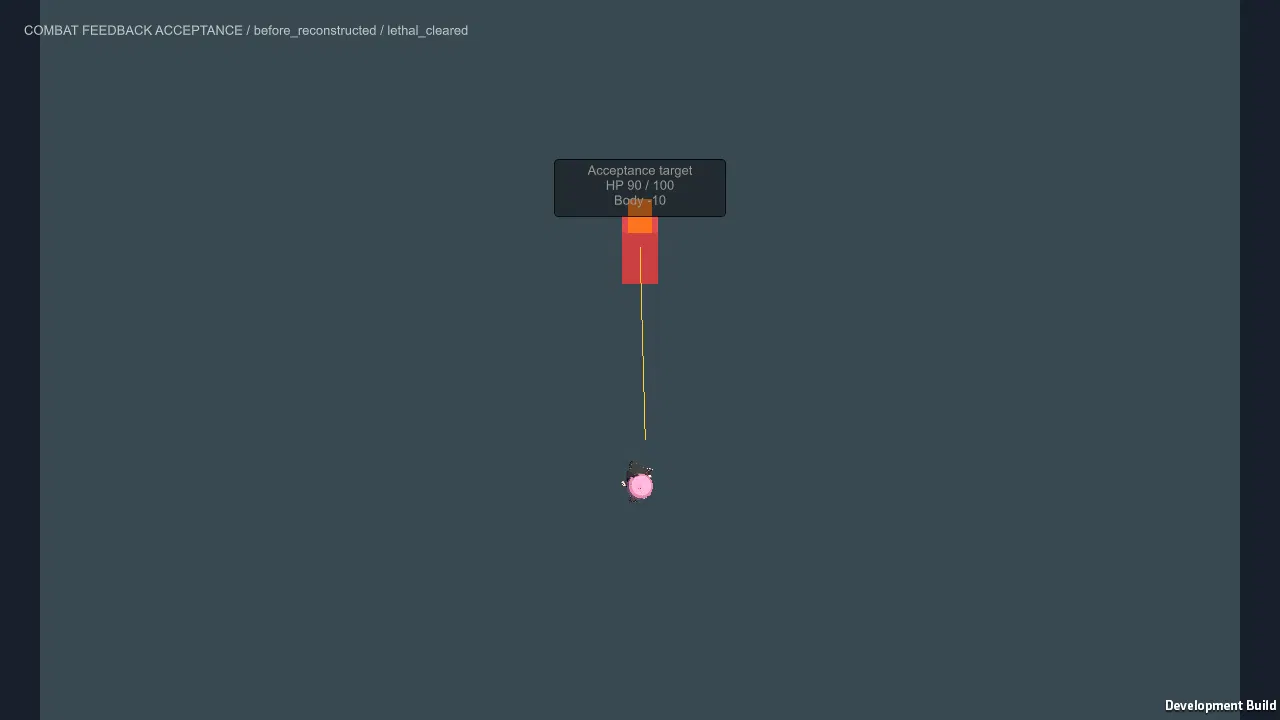 COMBAT FEEDBACK ACCEPTANCE / before_reconstructed / lethal_cleared
Acceptance target
HP 90 / 100
Body -10
Development Build